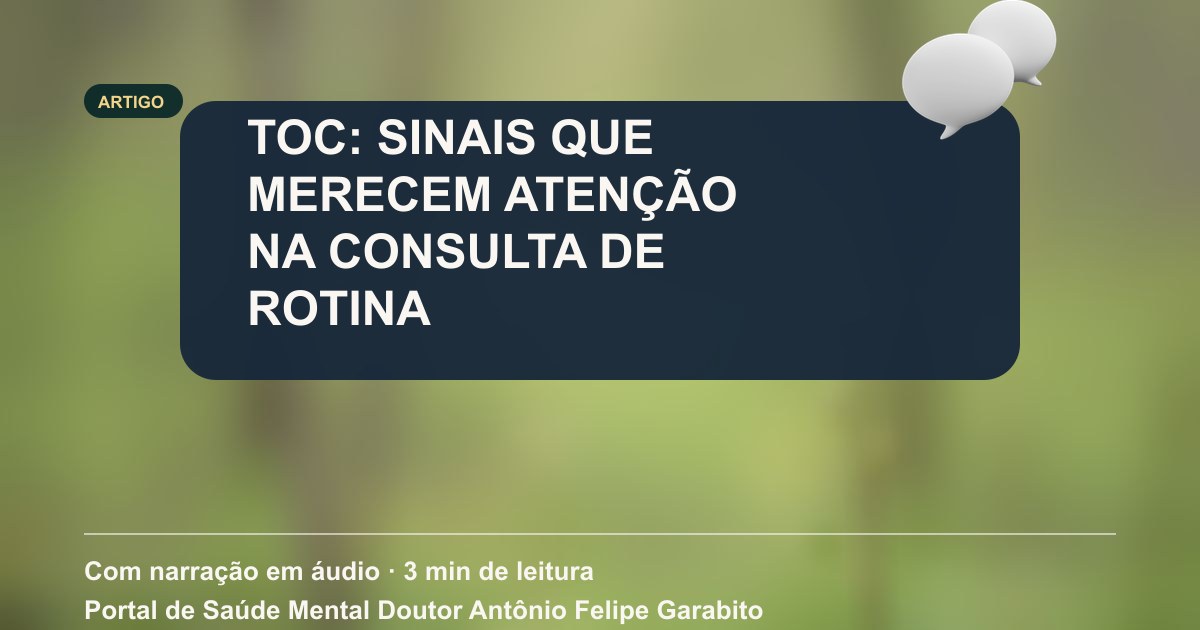 ARTIGO
TOC: SINAIS QUE
MERECEM ATENÇÃO
NA CONSULTA DE
ROTINA
Com narração em áudio · 3 min de leitura
Portal de Saúde Mental Doutor Antônio Felipe Garabito